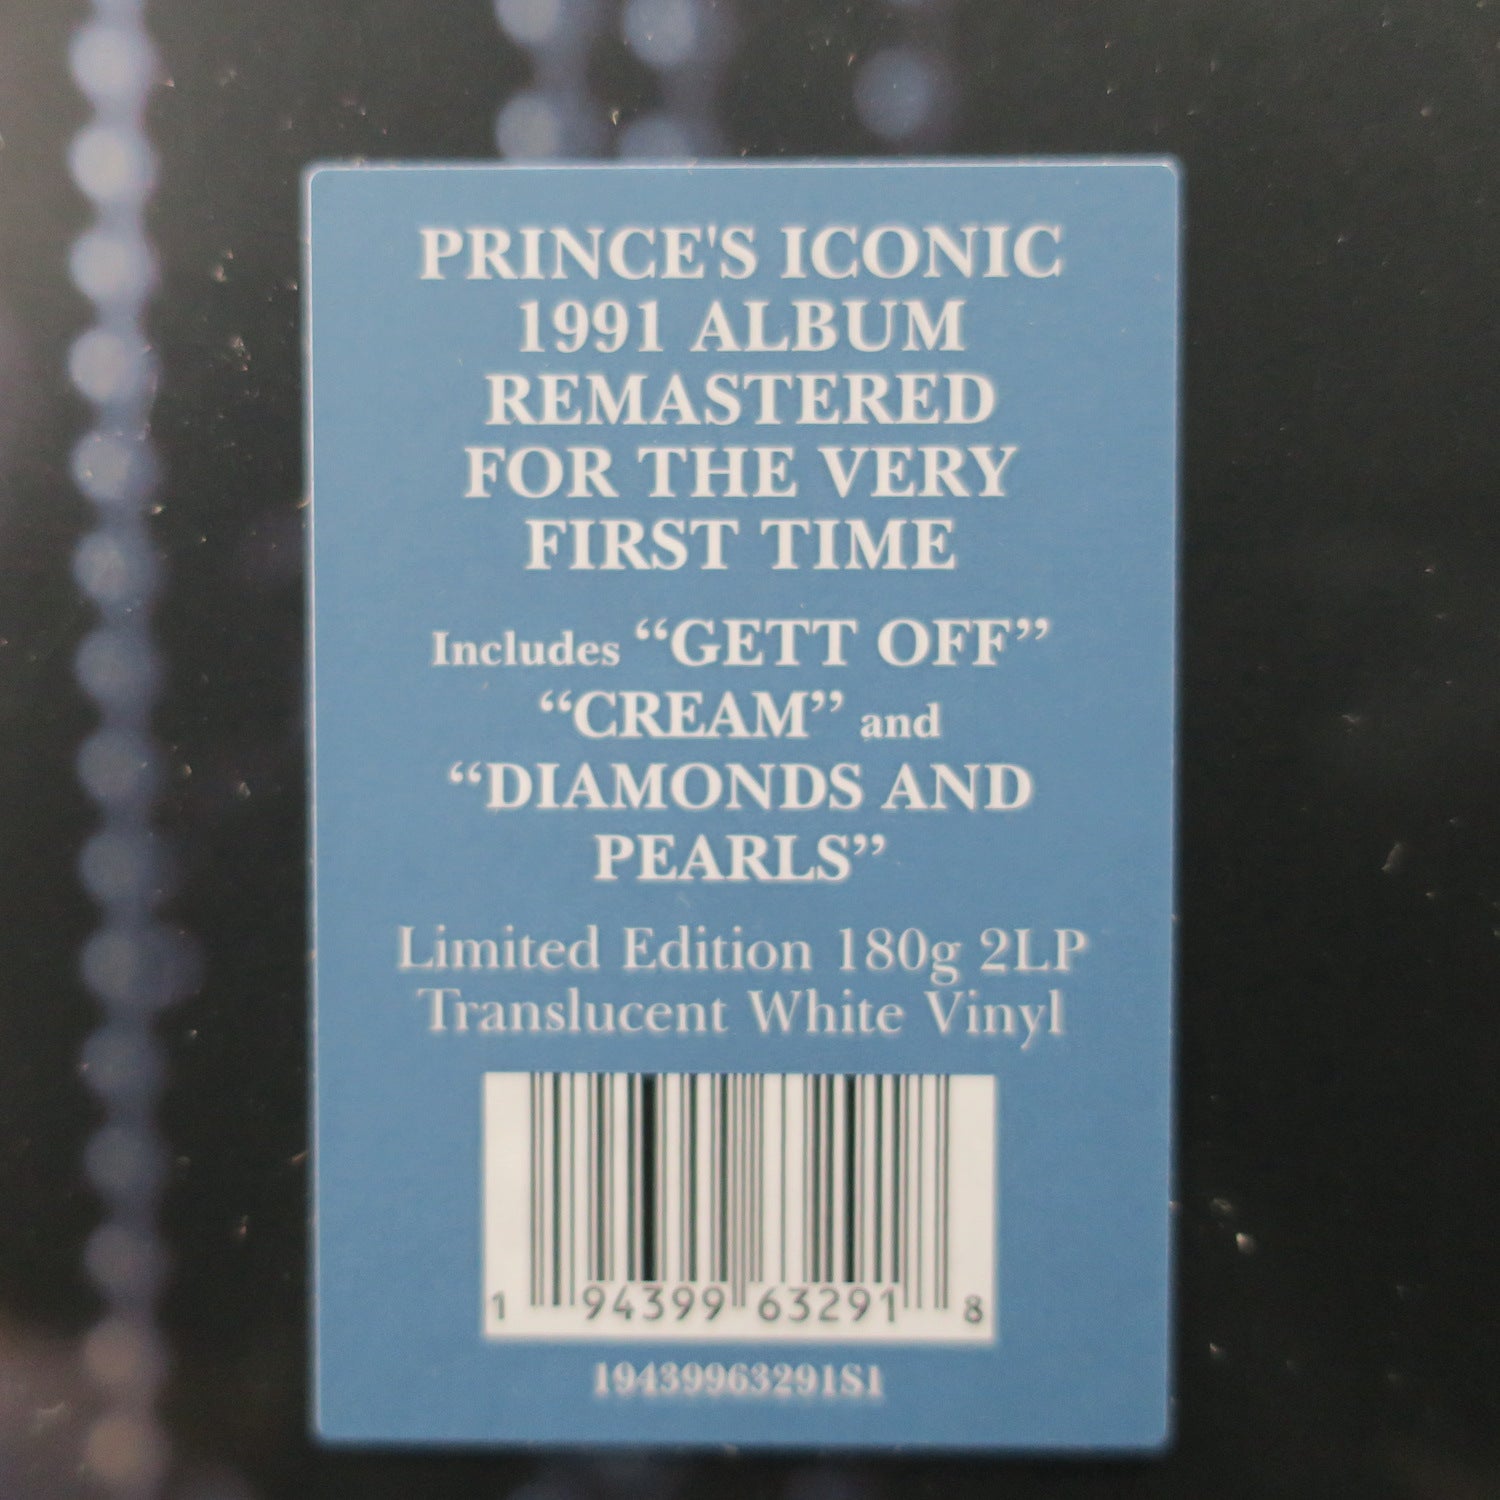 PRINCE'S ICONIC
1991 ALBUM
REMASTERED
FOR THE VERY
FIRST TIME
Includes “GETT OFF”
“CREAM” and
“DIAMONDS AND
PEARLS”
Limited Edition 180g 2LP
Translucent White Vinyl
1 94399 63291 8
19439963291S1